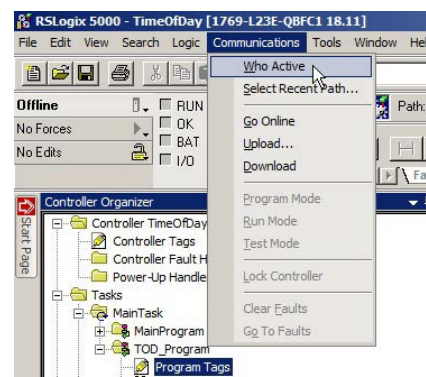 RSLogix 5000 - TimeOfDay [1769-L23E-QBFC1 18.11]
File Edit View Search Logic Communications Tools Window Hel
Who Active
Select Recent Path...
Go Online
Upload...
Download
Program Mode
Run Mode
Test Mode
Lock Controller
Clear Faults
Go To Faults
Path:
Offline
RUN
No Forces
OK
No Edits
BAT
I/O
Fa
Start Page
Controller Organizer
Controller TimeOfDay
Controller Tags
Controller Fault H
Power-Up Handle
Tasks
MainTask
MainProgram
TOD_Program
Program Tags